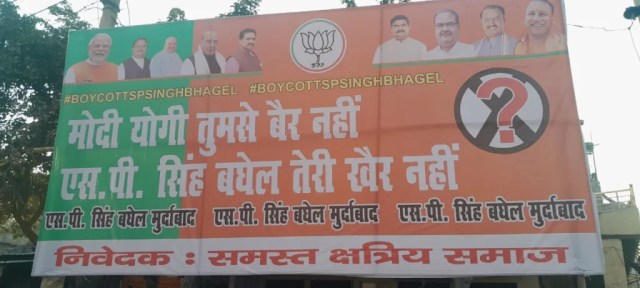 #BOYCOTTSPSINGHBHAGEL #BOYCOTTSPSINGHBHAGEL
मोदी योगी तुमसे बैर नहीं
?
एस.पी. सिंह बघेल तेरी खैर नहीं
एस.पी. सिंह बघेल मुर्दाबाद एस.पी. सिंह बघेल मुर्दाबाद एस.पी. सिंह बघेल मुर्दाबाद
निवेदक : समस्त क्षत्रिय समाज